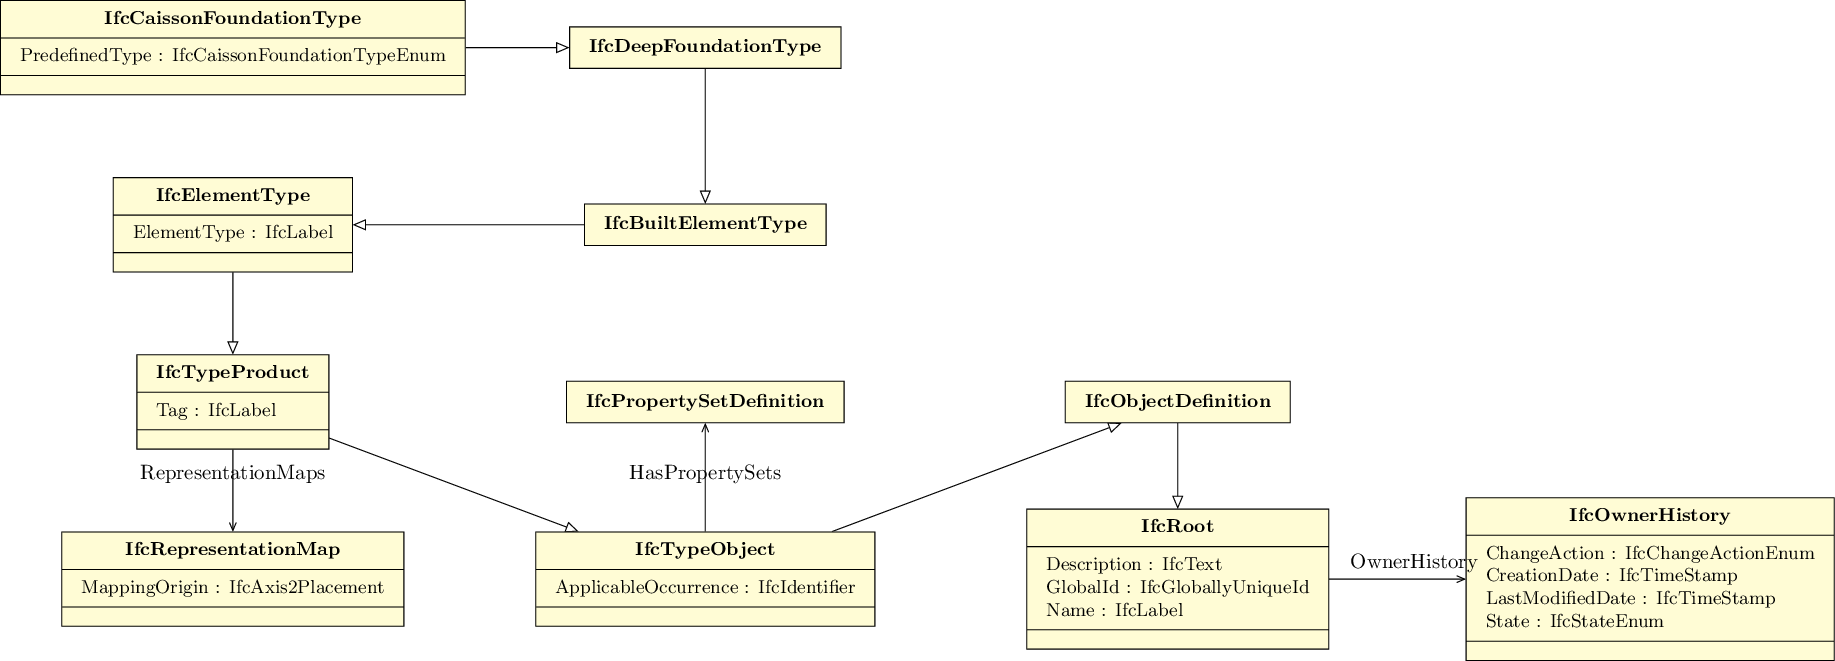 IfcCaissonFoundationType
PredefinedType : IfcCaissonFoundationTypeEnum
IfcDeepFoundationType
IfcElementType
ElementType : IfcLabel
IfcBuiltElementType
IfcTypeProduct
Tag : IfcLabel
IfcPropertySetDefinition
IfcObjectDefinition
RepresentationMaps
HasPropertySets
IfcRepresentationMap
MappingOrigin : IfcAxis2Placement
IfcTypeObject
ApplicableOccurrence : IfcIdentifier
IfcRoot
Description : IfcText
GlobalId : IfcGloballyUniqueId
Name : IfcLabel
OwnerHistory
IfcOwnerHistory
ChangeAction : IfcChangeActionEnum
CreationDate : IfcTimeStamp
LastModifiedDate : IfcTimeStamp
State : IfcStateEnum